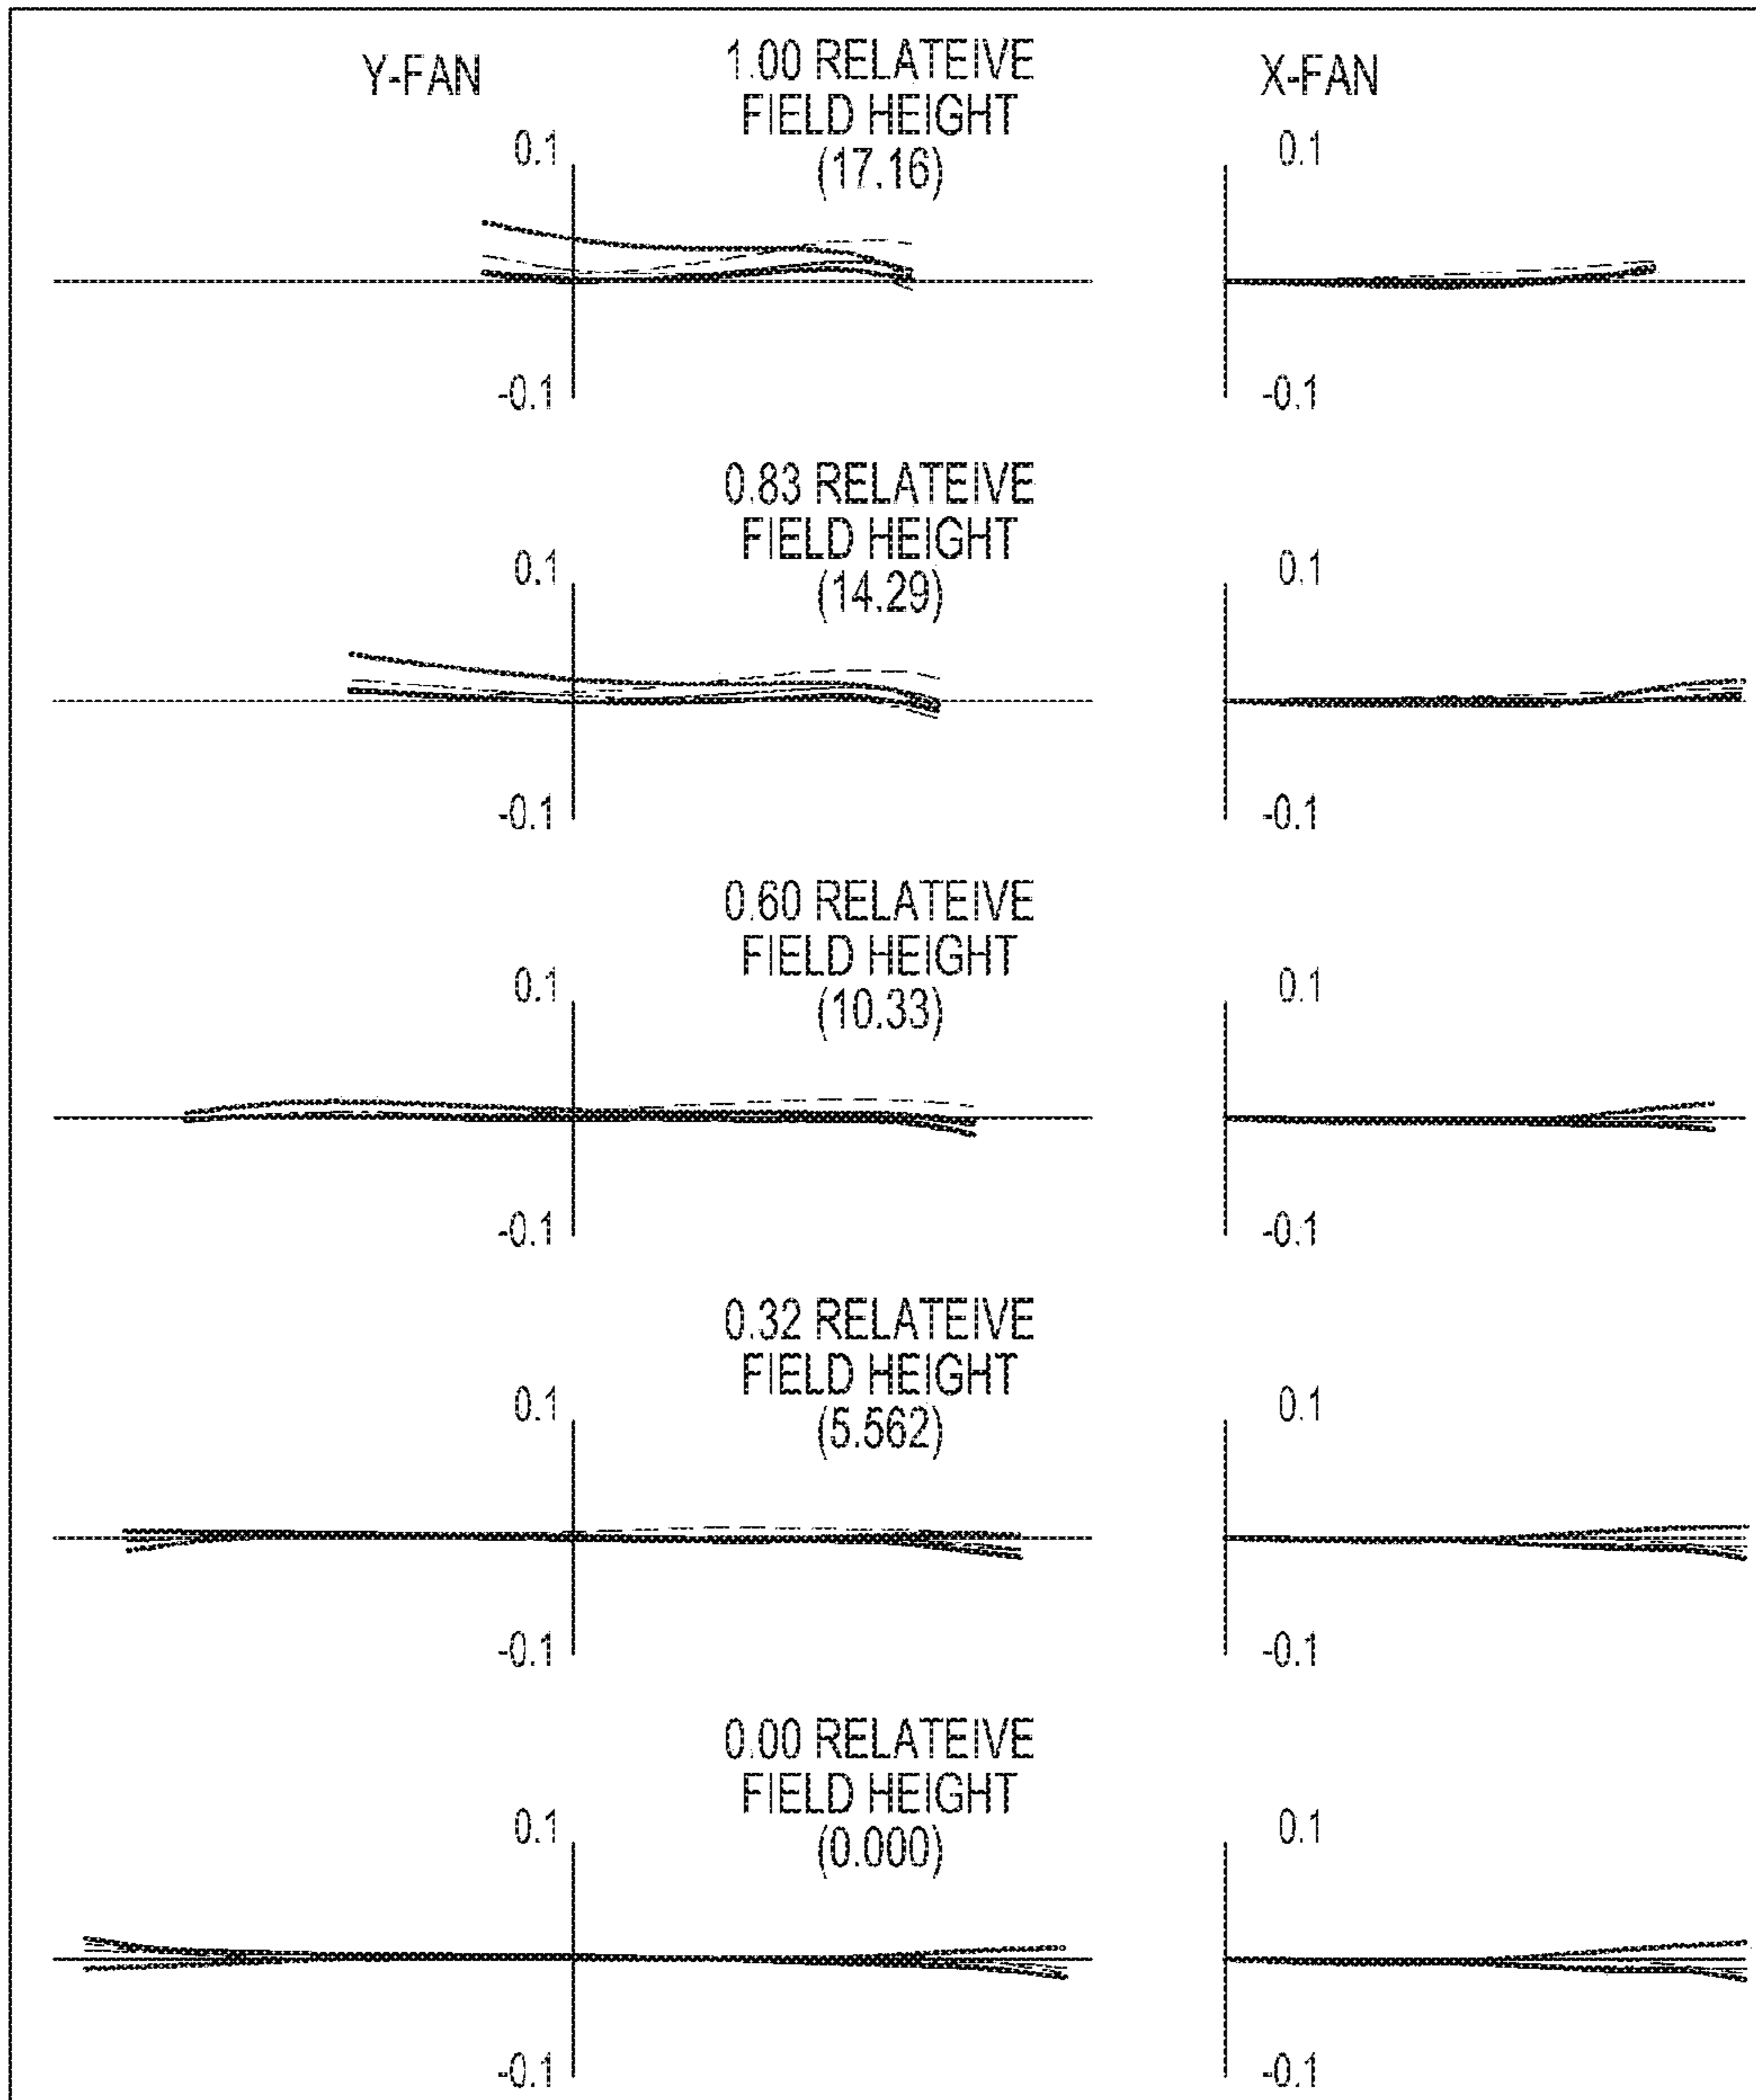 Y-FAN
1.00 RELATEIVE
FIELD HEIGHT
(17.16)
X-FAN
0.1
0.1
-0.1
-0.1
0.83 RELATEIVE
FIELD HEIGHT
(14.29)
0.1
0.1
-0.1
-0.1
0.60 RELATEIVE
FIELD HEIGHT
(10.33)
0.1
0.1
-0.1
-0.1
0.32 RELATEIVE
FIELD HEIGHT
(5.562)
0.1
0.1
-0.1
-0.1
0.00 RELATEIVE
FIELD HEIGHT
(0.000)
0.1
0.1
-0.1
-0.1